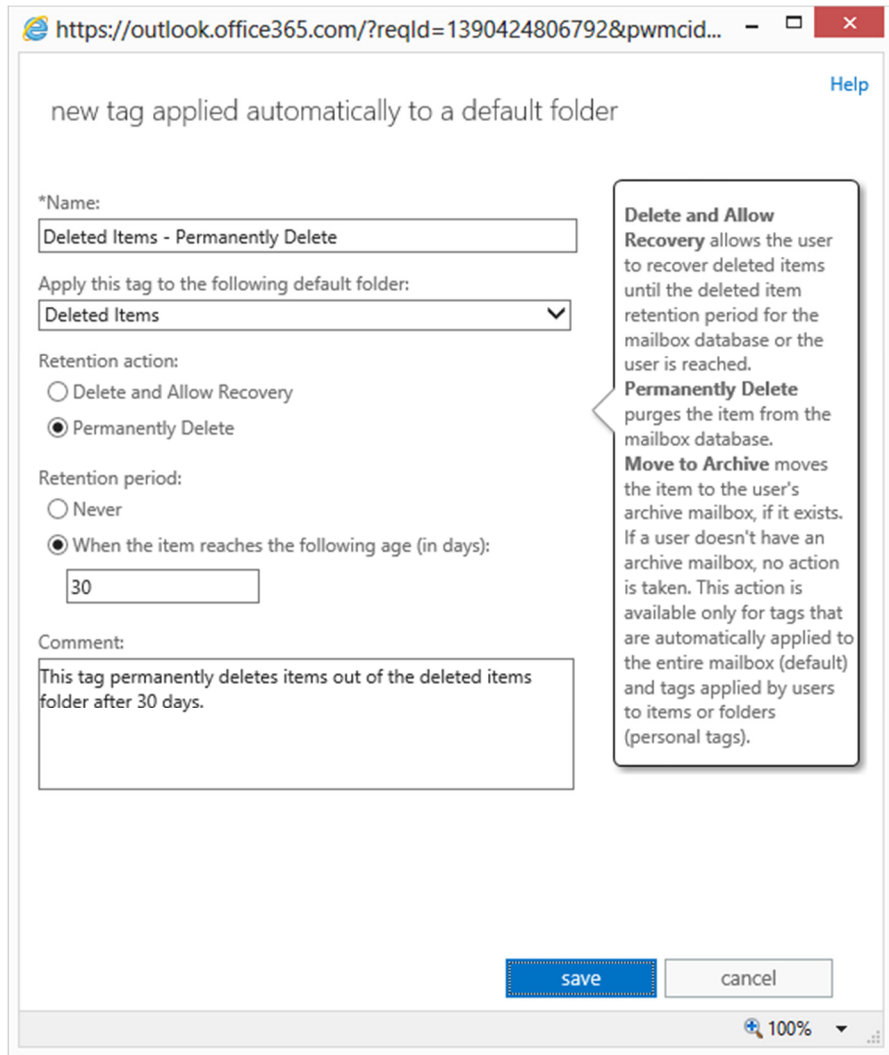 https://outlook.office365.com/?reqId=1390424806792&pwmcid...
Help
new tag applied automatically to a default folder
*Name:
Deleted Items - Permanently Delete
Apply this tag to the following default folder:
Deleted Items
Retention action:
Delete and Allow Recovery
Permanently Delete
Retention period:
Never
When the item reaches the following age (in days):
30
Comment:
This tag permanently deletes items out of the deleted items
folder after 30 days.
Delete and Allow
Recovery allows the user
to recover deleted items
until the deleted item
retention period for the
mailbox database or the
user is reached.
Permanently Delete
purges the item from the
mailbox database.
Move to Archive moves
the item to the user's
archive mailbox, if it exists.
If a user doesn't have an
archive mailbox, no action
is taken. This action is
available only for tags that
are automatically applied to
the entire mailbox (default)
and tags applied by users
to items or folders
(personal tags).
save
cancel
100%